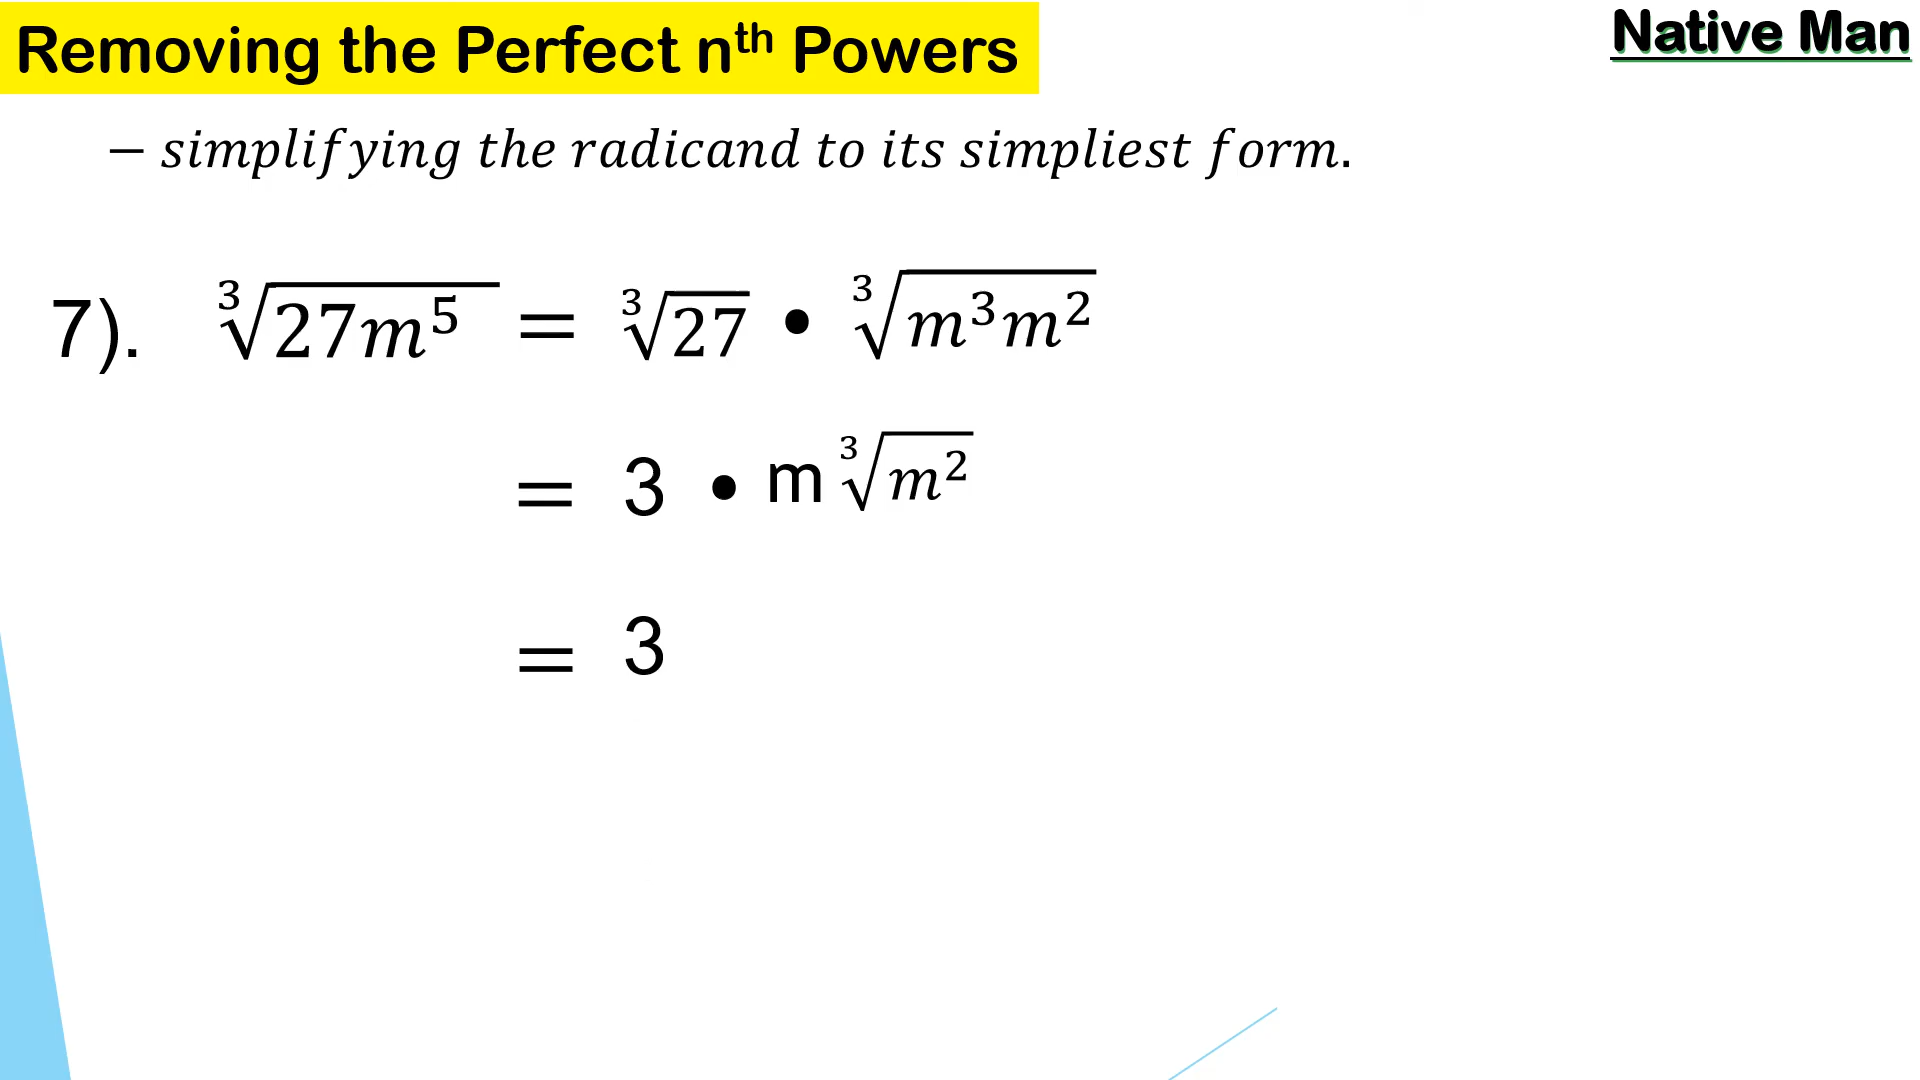 Removing the Perfect nᵗʰ Powers
Native Man
− simplifying the radicand to its simpliest form.
7). ∛27m⁵ = ∛27 • ∛m³m²
= 3 • m ∛m²
= 3